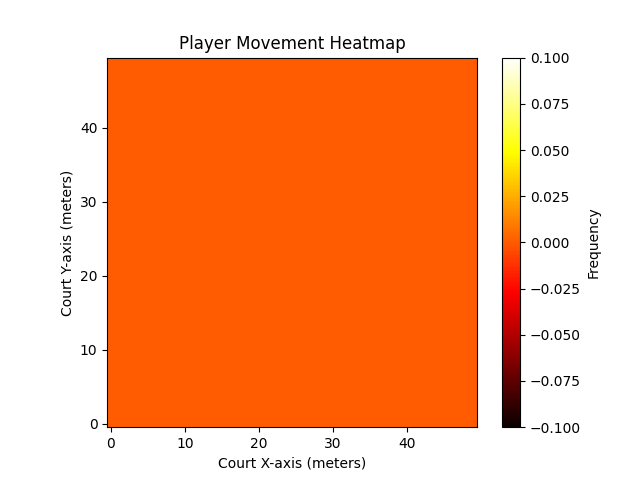 Player Movement Heatmap
Court Y-axis (meters)
40
30
20
10
0
0 10 20 30 40
Court X-axis (meters)
0.100
0.075
0.050
0.025
0.000
−0.025
−0.050
−0.075
−0.100
Frequency